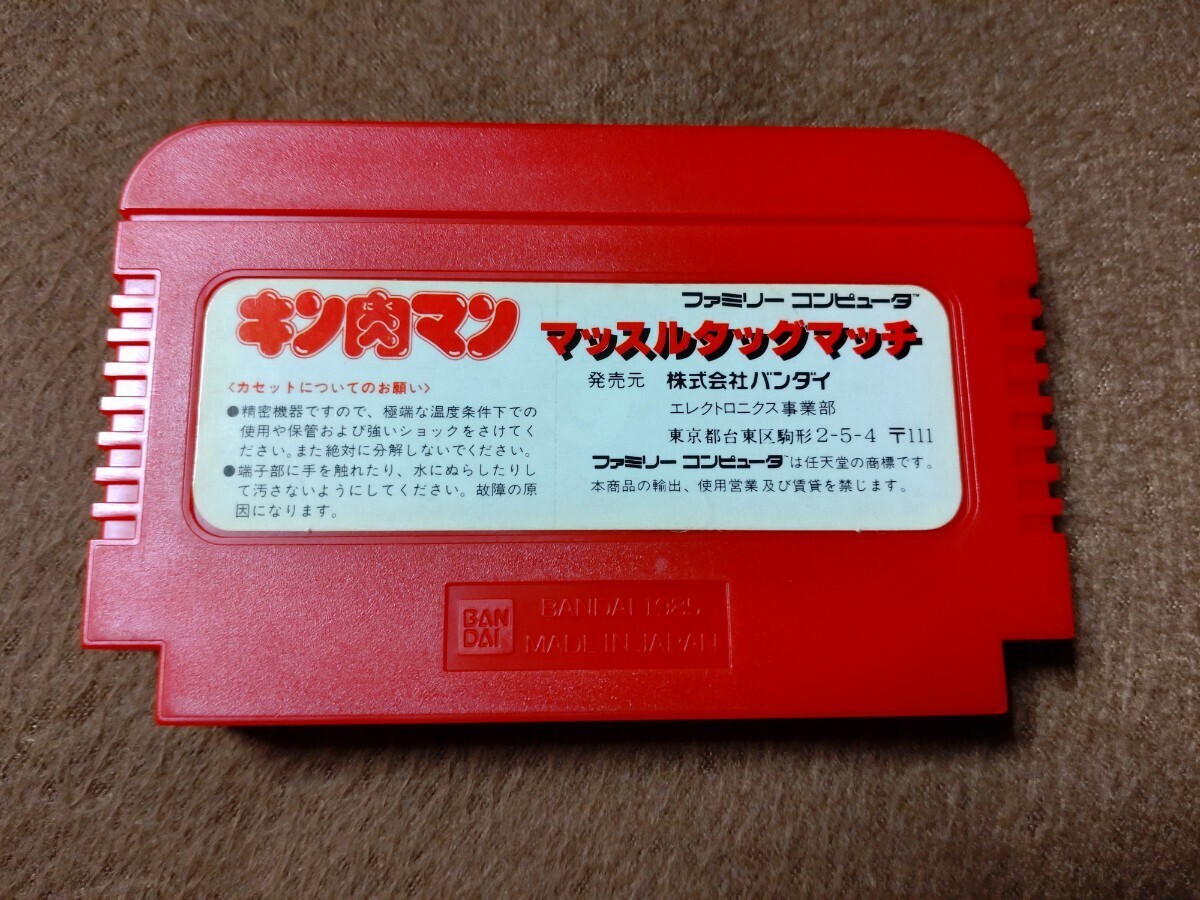 キン肉マン
にく
〈カセットについてのお願い〉
●精密機器ですので、極端な温度条件下での
使用や保管および強いショックをさけてく
ださい。また絶対に分解しないでください。
●端子部に手を触れたり、水にぬらしたりし
て汚さないようにしてください。故障の原
因になります。
ファミリー コンピュータ™
マッスルタッグマッチ
発売元 株式会社バンダイ
エレクトロニクス事業部
東京都台東区駒形2-5-4 〒111
ファミリー コンピュータ™は任天堂の商標です。
本商品の輸出、使用営業及び賃貸を禁じます。
BAN
DAI
BANDAI 1985
MADE IN JAPAN